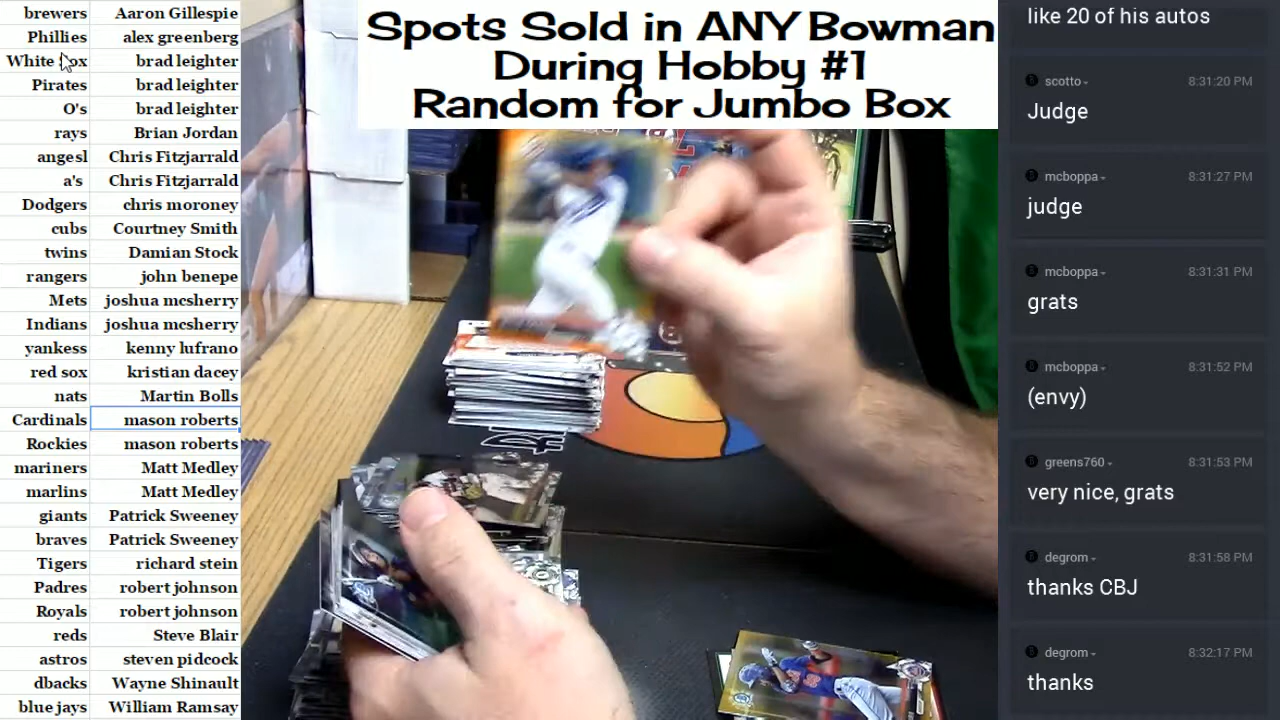 brewers Aaron Gillespie
Phillies alex greenberg
White Sox brad leighter
Pirates brad leighter
O's brad leighter
rays Brian Jordan
angesl Chris Fitzjarrald
a's Chris Fitzjarrald
Dodgers chris moroney
cubs Courtney Smith
twins Damian Stock
rangers john benepe
Mets joshua mcsherry
Indians joshua mcsherry
yankess kenny lufrano
red sox kristian dacey
nats Martin Bolls
Cardinals mason roberts
Rockies mason roberts
mariners Matt Medley
marlins Matt Medley
giants Patrick Sweeney
braves Patrick Sweeney
Tigers richard stein
Padres robert johnson
Royals robert johnson
reds Steve Blair
astros steven pidcock
dbacks Wayne Shinault
blue jays William Ramsay
Spots Sold in ANY Bowman
During Hobby #1
Random for Jumbo Box
like 20 of his autos
scotto 8:31:20 PM
Judge
mcboppa 8:31:27 PM
judge
mcboppa 8:31:31 PM
grats
mcboppa 8:31:52 PM
(envy)
greens760 8:31:53 PM
very nice, grats
degrom 8:31:58 PM
thanks CBJ
degrom 8:32:17 PM
thanks